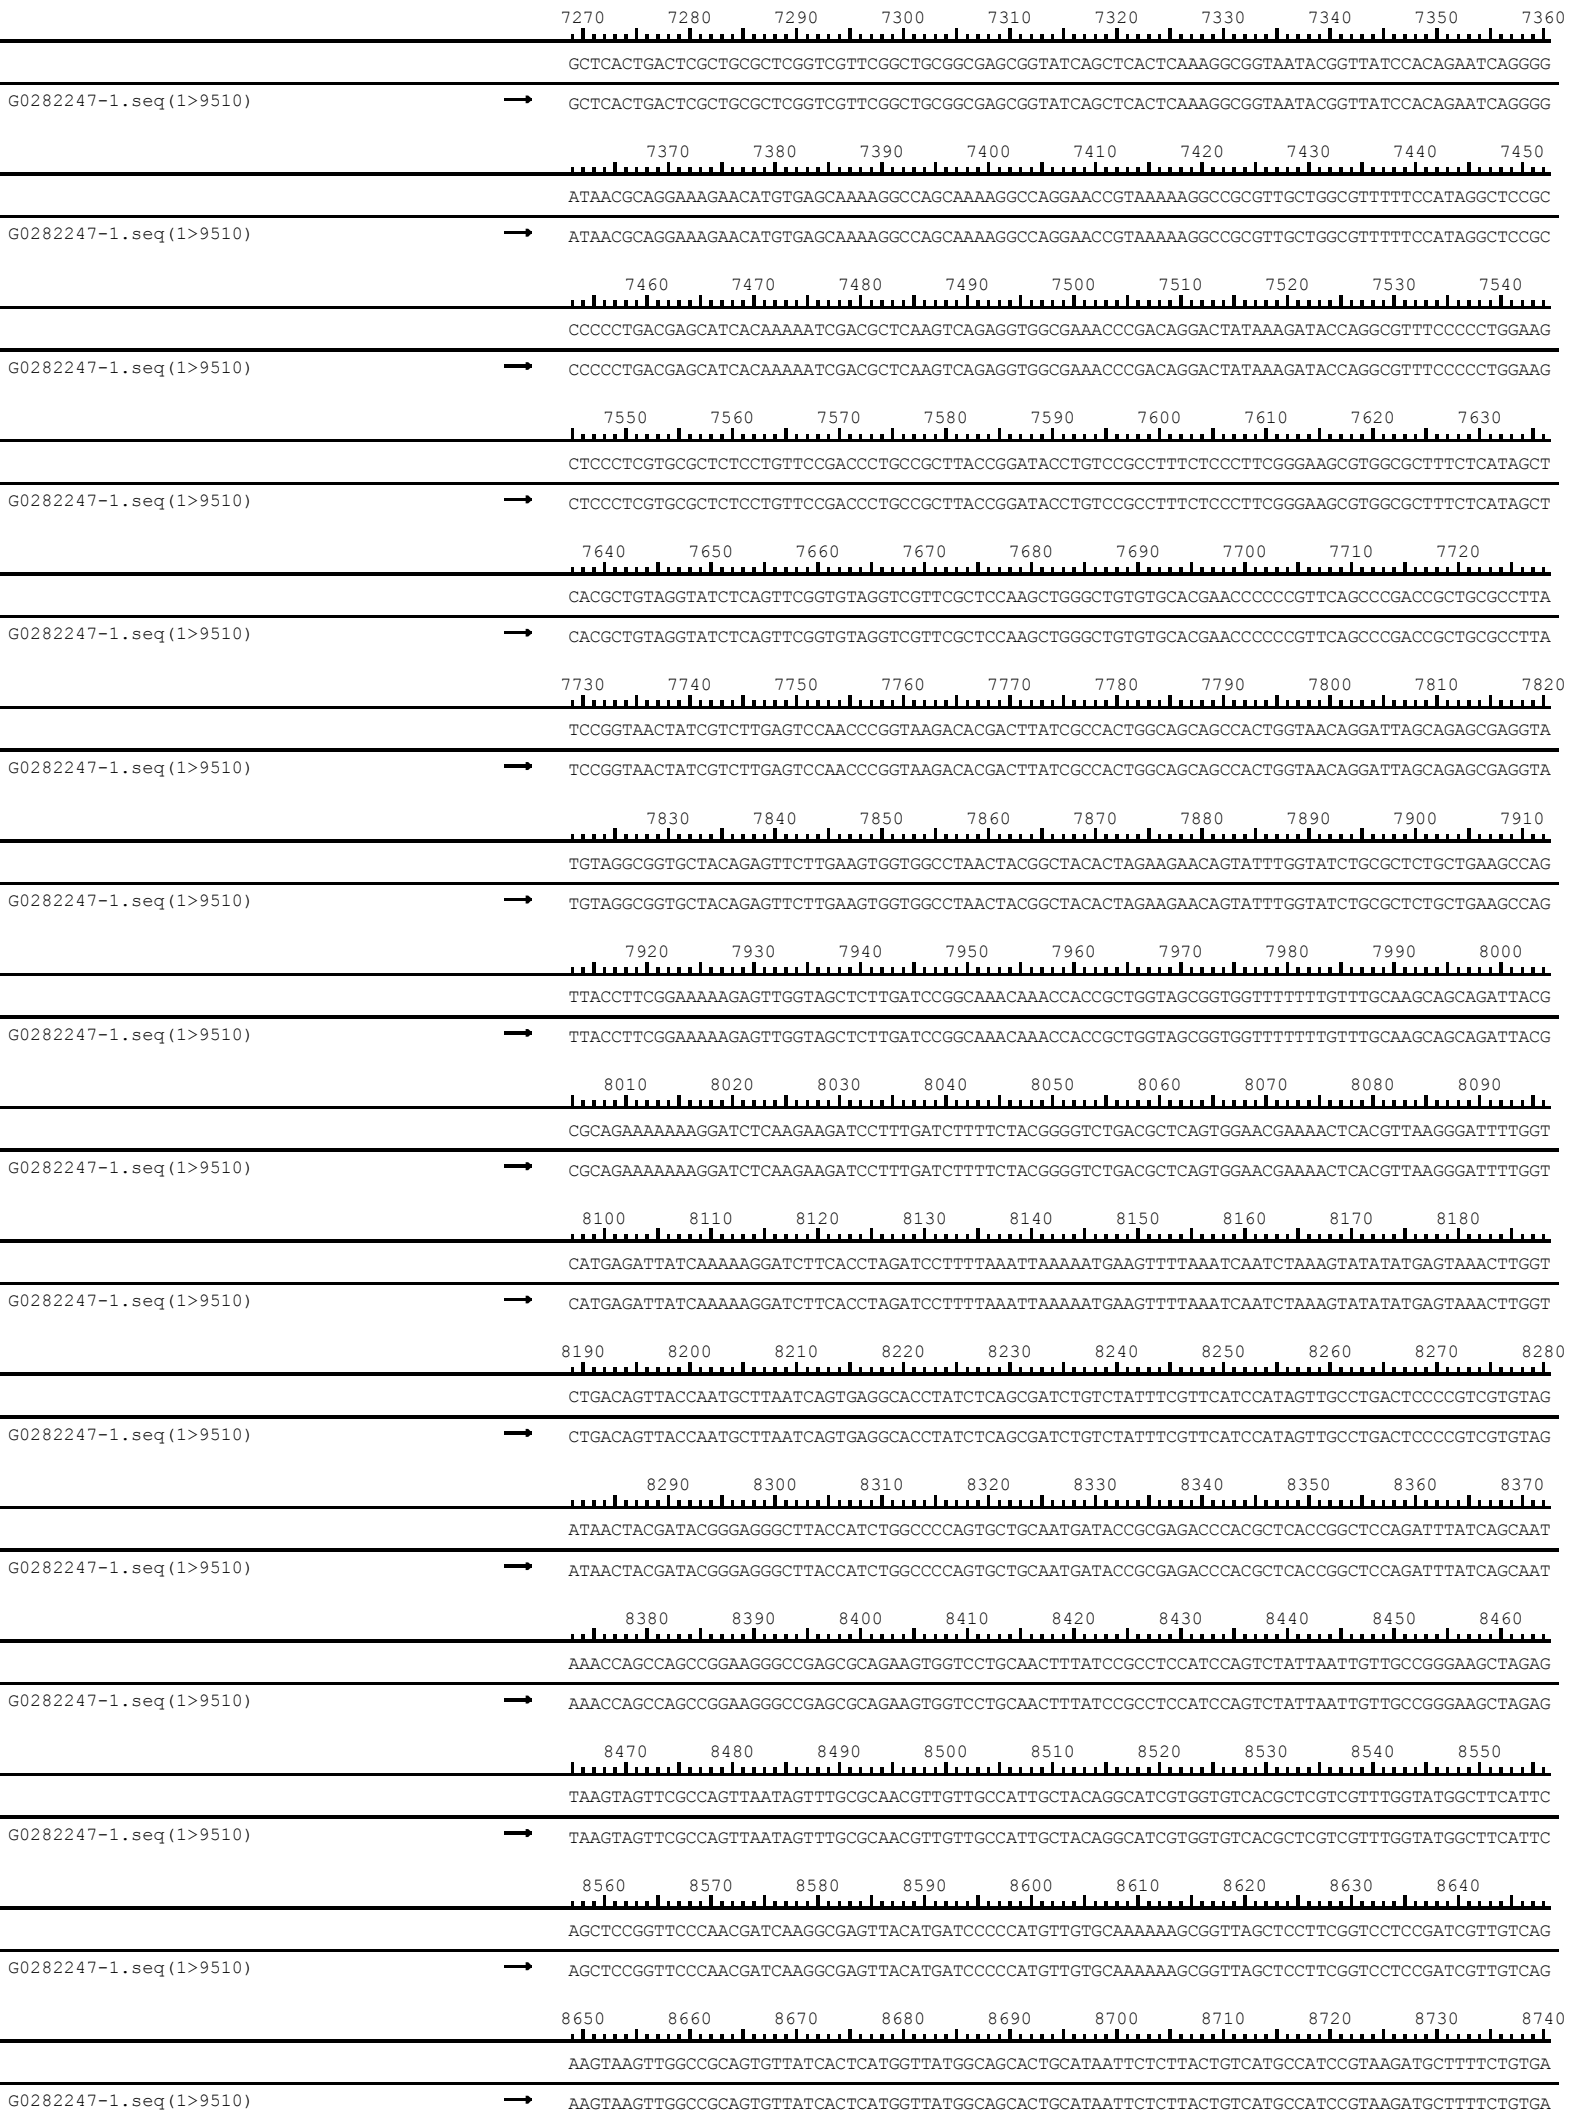 7270 7280 7290 7300 7310 7320 7330 7340 7350 7360
GCTCACTGACTCGCTGCGCTCGGTCGTTCGGCTGCGGCGAGCGGTATCAGCTCACTCAAAGGCGGTAATACGGTTATCCACAGAATCAGGGG
G0282247-1.seq(1>9510) → GCTCACTGACTCGCTGCGCTCGGTCGTTCGGCTGCGGCGAGCGGTATCAGCTCACTCAAAGGCGGTAATACGGTTATCCACAGAATCAGGGG
7370 7380 7390 7400 7410 7420 7430 7440 7450
ATAACGCAGGAAAGAACATGTGAGCAAAAGGCCAGCAAAAGGCCAGGAACCGTAAAAAGGCCGCGTTGCTGGCGTTTTTCCATAGGCTCCGC
G0282247-1.seq(1>9510) → ATAACGCAGGAAAGAACATGTGAGCAAAAGGCCAGCAAAAGGCCAGGAACCGTAAAAAGGCCGCGTTGCTGGCGTTTTTCCATAGGCTCCGC
7460 7470 7480 7490 7500 7510 7520 7530 7540
CCCCCTGACGAGCATCACAAAAATCGACGCTCAAGTCAGAGGTGGCGAAACCCGACAGGACTATAAAGATACCAGGCGTTTCCCCCTGGAAG
G0282247-1.seq(1>9510) → CCCCCTGACGAGCATCACAAAAATCGACGCTCAAGTCAGAGGTGGCGAAACCCGACAGGACTATAAAGATACCAGGCGTTTCCCCCTGGAAG
7550 7560 7570 7580 7590 7600 7610 7620 7630
CTCCCTCGTGCGCTCTCCTGTTCCGACCCTGCCGCTTACCGGATACCTGTCCGCCTTTCTCCCTTCGGGAAGCGTGGCGCTTTCTCATAGCT
G0282247-1.seq(1>9510) → CTCCCTCGTGCGCTCTCCTGTTCCGACCCTGCCGCTTACCGGATACCTGTCCGCCTTTCTCCCTTCGGGAAGCGTGGCGCTTTCTCATAGCT
7640 7650 7660 7670 7680 7690 7700 7710 7720
CACGCTGTAGGTATCTCAGTTCGGTGTAGGTCGTTCGCTCCAAGCTGGGCTGTGTGCACGAACCCCCCGTTCAGCCCGACCGCTGCGCCTTA
G0282247-1.seq(1>9510) → CACGCTGTAGGTATCTCAGTTCGGTGTAGGTCGTTCGCTCCAAGCTGGGCTGTGTGCACGAACCCCCCGTTCAGCCCGACCGCTGCGCCTTA
7730 7740 7750 7760 7770 7780 7790 7800 7810 7820
TCCGGTAACTATCGTCTTGAGTCCAACCCGGTAAGACACGACTTATCGCCACTGGCAGCAGCCACTGGTAACAGGATTAGCAGAGCGAGGTA
G0282247-1.seq(1>9510) → TCCGGTAACTATCGTCTTGAGTCCAACCCGGTAAGACACGACTTATCGCCACTGGCAGCAGCCACTGGTAACAGGATTAGCAGAGCGAGGTA
7830 7840 7850 7860 7870 7880 7890 7900 7910
TGTAGGCGGTGCTACAGAGTTCTTGAAGTGGTGGCCTAACTACGGCTACACTAGAAGAACAGTATTTGGTATCTGCGCTCTGCTGAAGCCAG
G0282247-1.seq(1>9510) → TGTAGGCGGTGCTACAGAGTTCTTGAAGTGGTGGCCTAACTACGGCTACACTAGAAGAACAGTATTTGGTATCTGCGCTCTGCTGAAGCCAG
7920 7930 7940 7950 7960 7970 7980 7990 8000
TTACCTTCGGAAAAAGAGTTGGTAGCTCTTGATCCGGCAAACAAACCACCGCTGGTAGCGGTGGTTTTTTTGTTTGCAAGCAGCAGATTACG
G0282247-1.seq(1>9510) → TTACCTTCGGAAAAAGAGTTGGTAGCTCTTGATCCGGCAAACAAACCACCGCTGGTAGCGGTGGTTTTTTTGTTTGCAAGCAGCAGATTACG
8010 8020 8030 8040 8050 8060 8070 8080 8090
CGCAGAAAAAAAGGATCTCAAGAAGATCCTTTGATCTTTTCTACGGGGTCTGACGCTCAGTGGAACGAAAACTCACGTTAAGGGATTTTGGT
G0282247-1.seq(1>9510) → CGCAGAAAAAAAGGATCTCAAGAAGATCCTTTGATCTTTTCTACGGGGTCTGACGCTCAGTGGAACGAAAACTCACGTTAAGGGATTTTGGT
8100 8110 8120 8130 8140 8150 8160 8170 8180
CATGAGATTATCAAAAAGGATCTTCACCTAGATCCTTTTAAATTAAAAATGAAGTTTTAAATCAATCTAAAGTATATATGAGTAAACTTGGT
G0282247-1.seq(1>9510) → CATGAGATTATCAAAAAGGATCTTCACCTAGATCCTTTTAAATTAAAAATGAAGTTTTAAATCAATCTAAAGTATATATGAGTAAACTTGGT
8190 8200 8210 8220 8230 8240 8250 8260 8270 8280
CTGACAGTTACCAATGCTTAATCAGTGAGGCACCTATCTCAGCGATCTGTCTATTTCGTTCATCCATAGTTGCCTGACTCCCCGTCGTGTAG
G0282247-1.seq(1>9510) → CTGACAGTTACCAATGCTTAATCAGTGAGGCACCTATCTCAGCGATCTGTCTATTTCGTTCATCCATAGTTGCCTGACTCCCCGTCGTGTAG
8290 8300 8310 8320 8330 8340 8350 8360 8370
ATAACTACGATACGGGAGGGCTTACCATCTGGCCCCAGTGCTGCAATGATACCGCGAGACCCACGCTCACCGGCTCCAGATTTATCAGCAAT
G0282247-1.seq(1>9510) → ATAACTACGATACGGGAGGGCTTACCATCTGGCCCCAGTGCTGCAATGATACCGCGAGACCCACGCTCACCGGCTCCAGATTTATCAGCAAT
8380 8390 8400 8410 8420 8430 8440 8450 8460
AAACCAGCCAGCCGGAAGGGCCGAGCGCAGAAGTGGTCCTGCAACTTTATCCGCCTCCATCCAGTCTATTAATTGTTGCCGGGAAGCTAGAG
G0282247-1.seq(1>9510) → AAACCAGCCAGCCGGAAGGGCCGAGCGCAGAAGTGGTCCTGCAACTTTATCCGCCTCCATCCAGTCTATTAATTGTTGCCGGGAAGCTAGAG
8470 8480 8490 8500 8510 8520 8530 8540 8550
TAAGTAGTTCGCCAGTTAATAGTTTGCGCAACGTTGTTGCCATTGCTACAGGCATCGTGGTGTCACGCTCGTCGTTTGGTATGGCTTCATTC
G0282247-1.seq(1>9510) → TAAGTAGTTCGCCAGTTAATAGTTTGCGCAACGTTGTTGCCATTGCTACAGGCATCGTGGTGTCACGCTCGTCGTTTGGTATGGCTTCATTC
8560 8570 8580 8590 8600 8610 8620 8630 8640
AGCTCCGGTTCCCAACGATCAAGGCGAGTTACATGATCCCCCATGTTGTGCAAAAAAGCGGTTAGCTCCTTCGGTCCTCCGATCGTTGTCAG
G0282247-1.seq(1>9510) → AGCTCCGGTTCCCAACGATCAAGGCGAGTTACATGATCCCCCATGTTGTGCAAAAAAGCGGTTAGCTCCTTCGGTCCTCCGATCGTTGTCAG
8650 8660 8670 8680 8690 8700 8710 8720 8730 8740
AAGTAAGTTGGCCGCAGTGTTATCACTCATGGTTATGGCAGCACTGCATAATTCTCTTACTGTCATGCCATCCGTAAGATGCTTTTCTGTGA
G0282247-1.seq(1>9510) → AAGTAAGTTGGCCGCAGTGTTATCACTCATGGTTATGGCAGCACTGCATAATTCTCTTACTGTCATGCCATCCGTAAGATGCTTTTCTGTGA